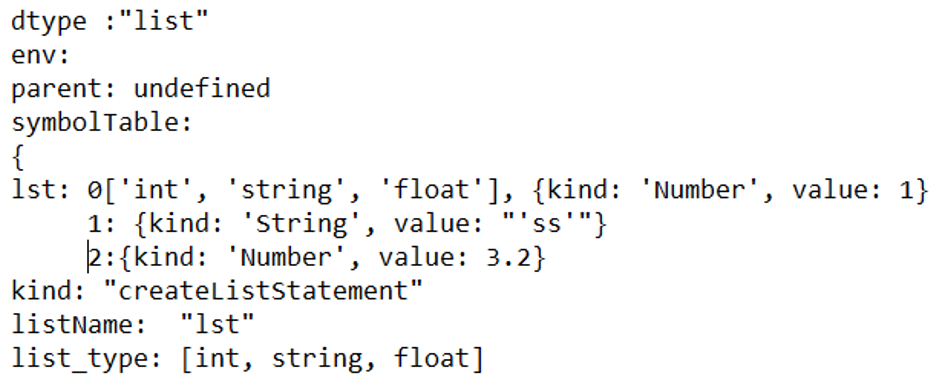 dtype :"list"
env:
parent: undefined
symbolTable:
{
lst: 0['int', 'string', 'float'], {kind: 'Number', value: 1}
1: {kind: 'String', value: "'ss'"}
2:{kind: 'Number', value: 3.2}
kind: "createListStatement"
listName:  "lst"
list_type: [int, string, float]